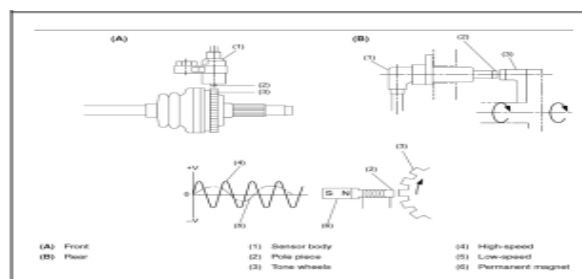 (A)
(1)
(2)
(3)
(B)
(1)
(2)
(3)
+V
0
-V
(4)
(5)
S N
(2)
(3)
(6)
(A) Front
(B) Rear
(1) Sensor body
(2) Pole piece
(3) Tone wheels
(4) High-speed
(5) Low-speed
(6) Permanent magnet